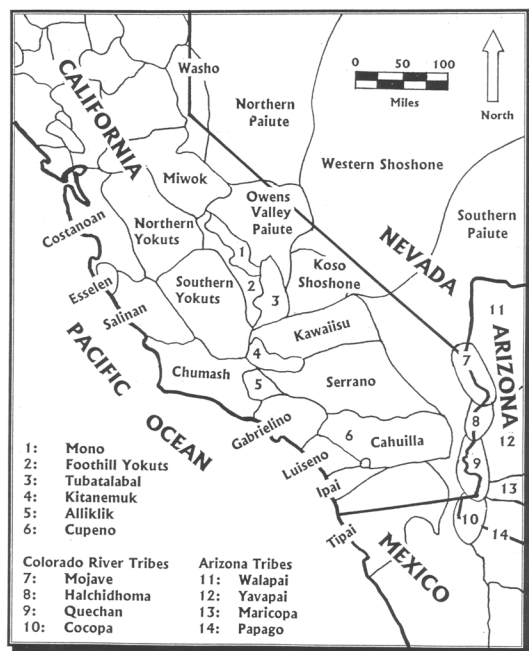 CALIFORNIA
Washo
Northern
Paiute
0 50 100
Miles
North
Western Shoshone
Miwok
Owens
Valley
Paiute
Southern
Paiute
Costanoan
Northern
Yokuts
NEVADA
1
Koso
Shoshone
Esselen
Southern
Yokuts
2
3
Salinan
11
ARIZONA
Kawaiisu
4
7
PACIFIC
OCEAN
Chumash
5
Serrano
8
Gabrielino
6
Cahuilla
12
9
Luiseno
Ipai
13
10
Tipai
14
MEXICO
1: Mono
2: Foothill Yokuts
3: Tubatalabal
4: Kitanemuk
5: Alliklik
6: Cupeno
Colorado River Tribes
7: Mojave
8: Halchidhoma
9: Quechan
10: Cocopa
Arizona Tribes
11: Walapai
12: Yavapai
13: Maricopa
14: Papago